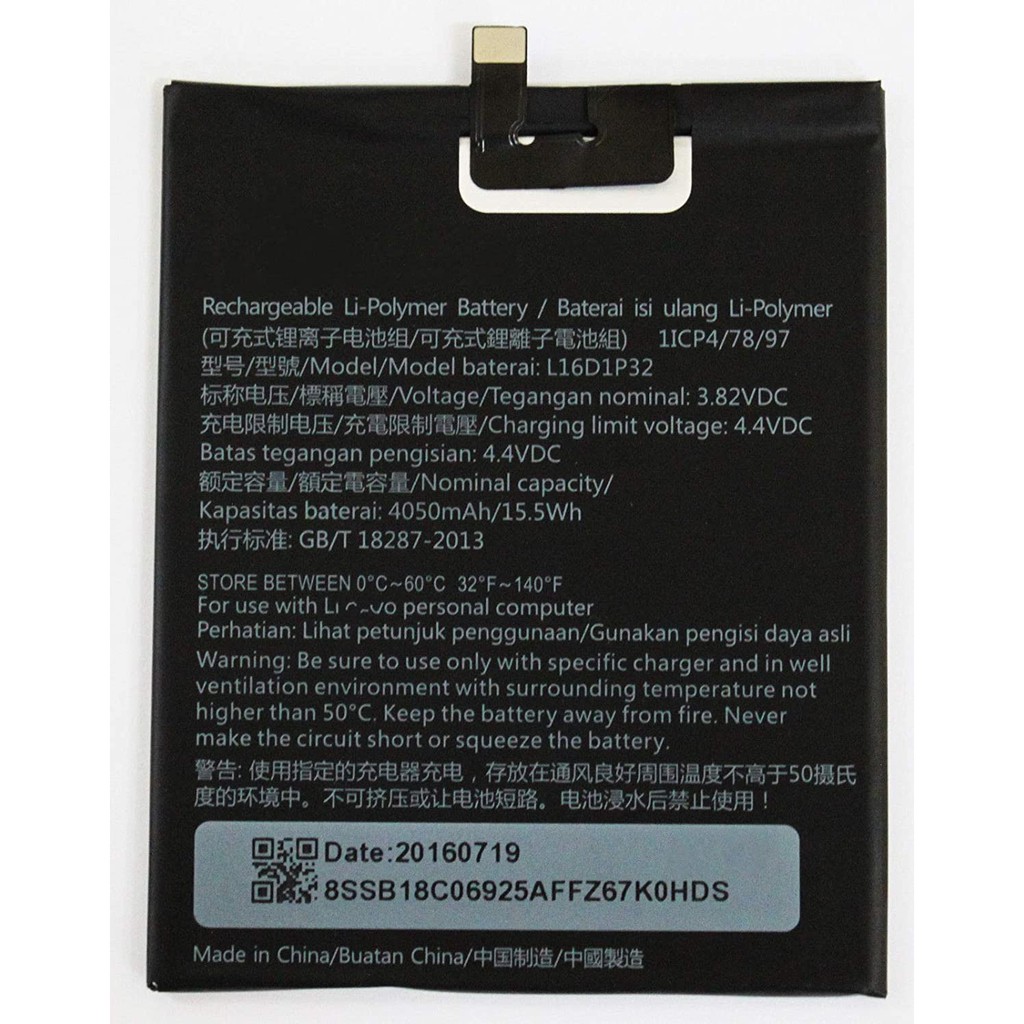 Rechargeable Li-Polymer Battery / Baterai isi ulang Li-Polymer
(可充式锂离子电池组/可充式鋰離子電池組) 1ICP4/78/97
型号/型號/Model/Model baterai: L16D1P32
标称电压/標稱電壓/Voltage/Tegangan nominal: 3.82VDC
充电限制电压/充電限制電壓/Charging limit voltage: 4.4VDC
Batas tegangan pengisian: 4.4VDC
额定容量/額定電容量/Nominal capacity/
Kapasitas baterai: 4050mAh/15.5Wh
执行标准: GB/T 18287-2013
STORE BETWEEN 0°C~60°C 32°F~140°F
For use with personal computer
Perhatian: Lihat petunjuk penggunaan/Gunakan pengisi daya asli
Warning: Be sure to use only with specific charger and in well
ventilation environment with surrounding temperature not
higher than 50°C. Keep the battery away from fire. Never
make the circuit short or squeeze the battery.
警告: 使用指定的充电器充电，存放在通风良好周围温度不高于50摄氏
度的环境中。不可挤压或让电池短路。电池浸水后禁止使用！
Date:20160719
8SSB18C06925AFFZ67K0HDS
Made in China/Buatan China/中国制造/中國製造